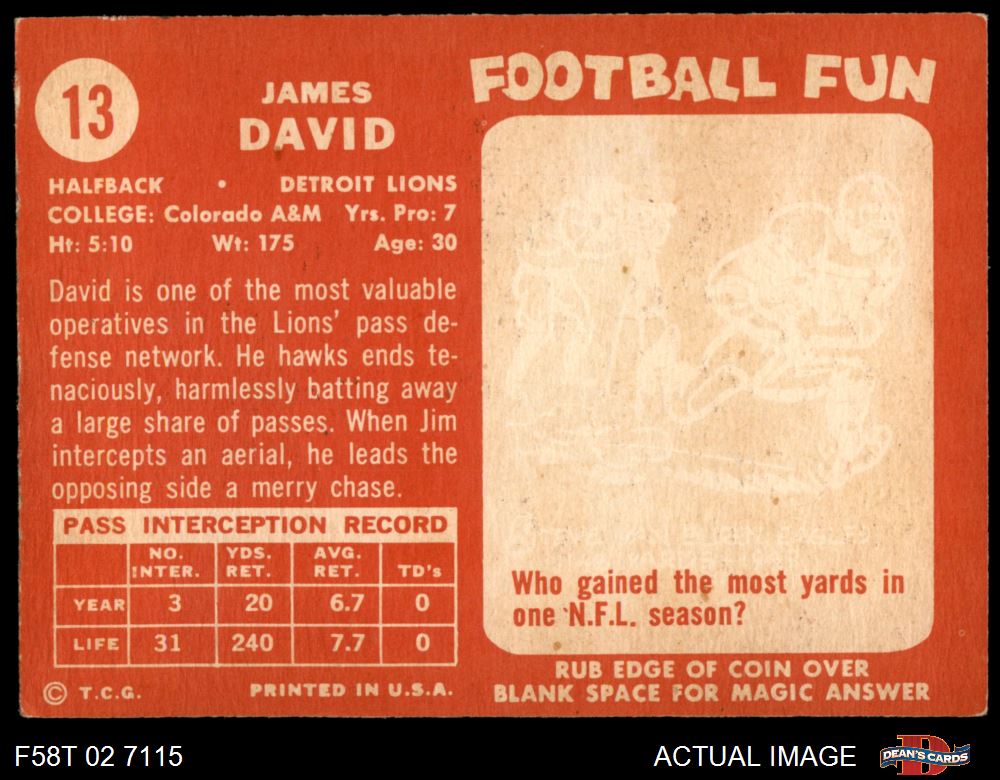 13
JAMES
DAVID
HALFBACK • DETROIT LIONS
COLLEGE: Colorado A&M Yrs. Pro: 7
Ht: 5:10 Wt: 175 Age: 30
David is one of the most valuable
operatives in the Lions' pass de-
fense network. He hawks ends te-
naciously, harmlessly batting away
a large share of passes. When Jim
intercepts an aerial, he leads the
opposing side a merry chase.
PASS INTERCEPTION RECORD
NO. INTER. YDS. RET. AVG. RET. TD's
YEAR 3 20 6.7 0
LIFE 31 240 7.7 0
© T.C.G. PRINTED IN U.S.A.
FOOTBALL FUN
Who gained the most yards in
one N.F.L. season?
RUB EDGE OF COIN OVER
BLANK SPACE FOR MAGIC ANSWER
F58T 02 7115
ACTUAL IMAGE
DEAN'S CARDS